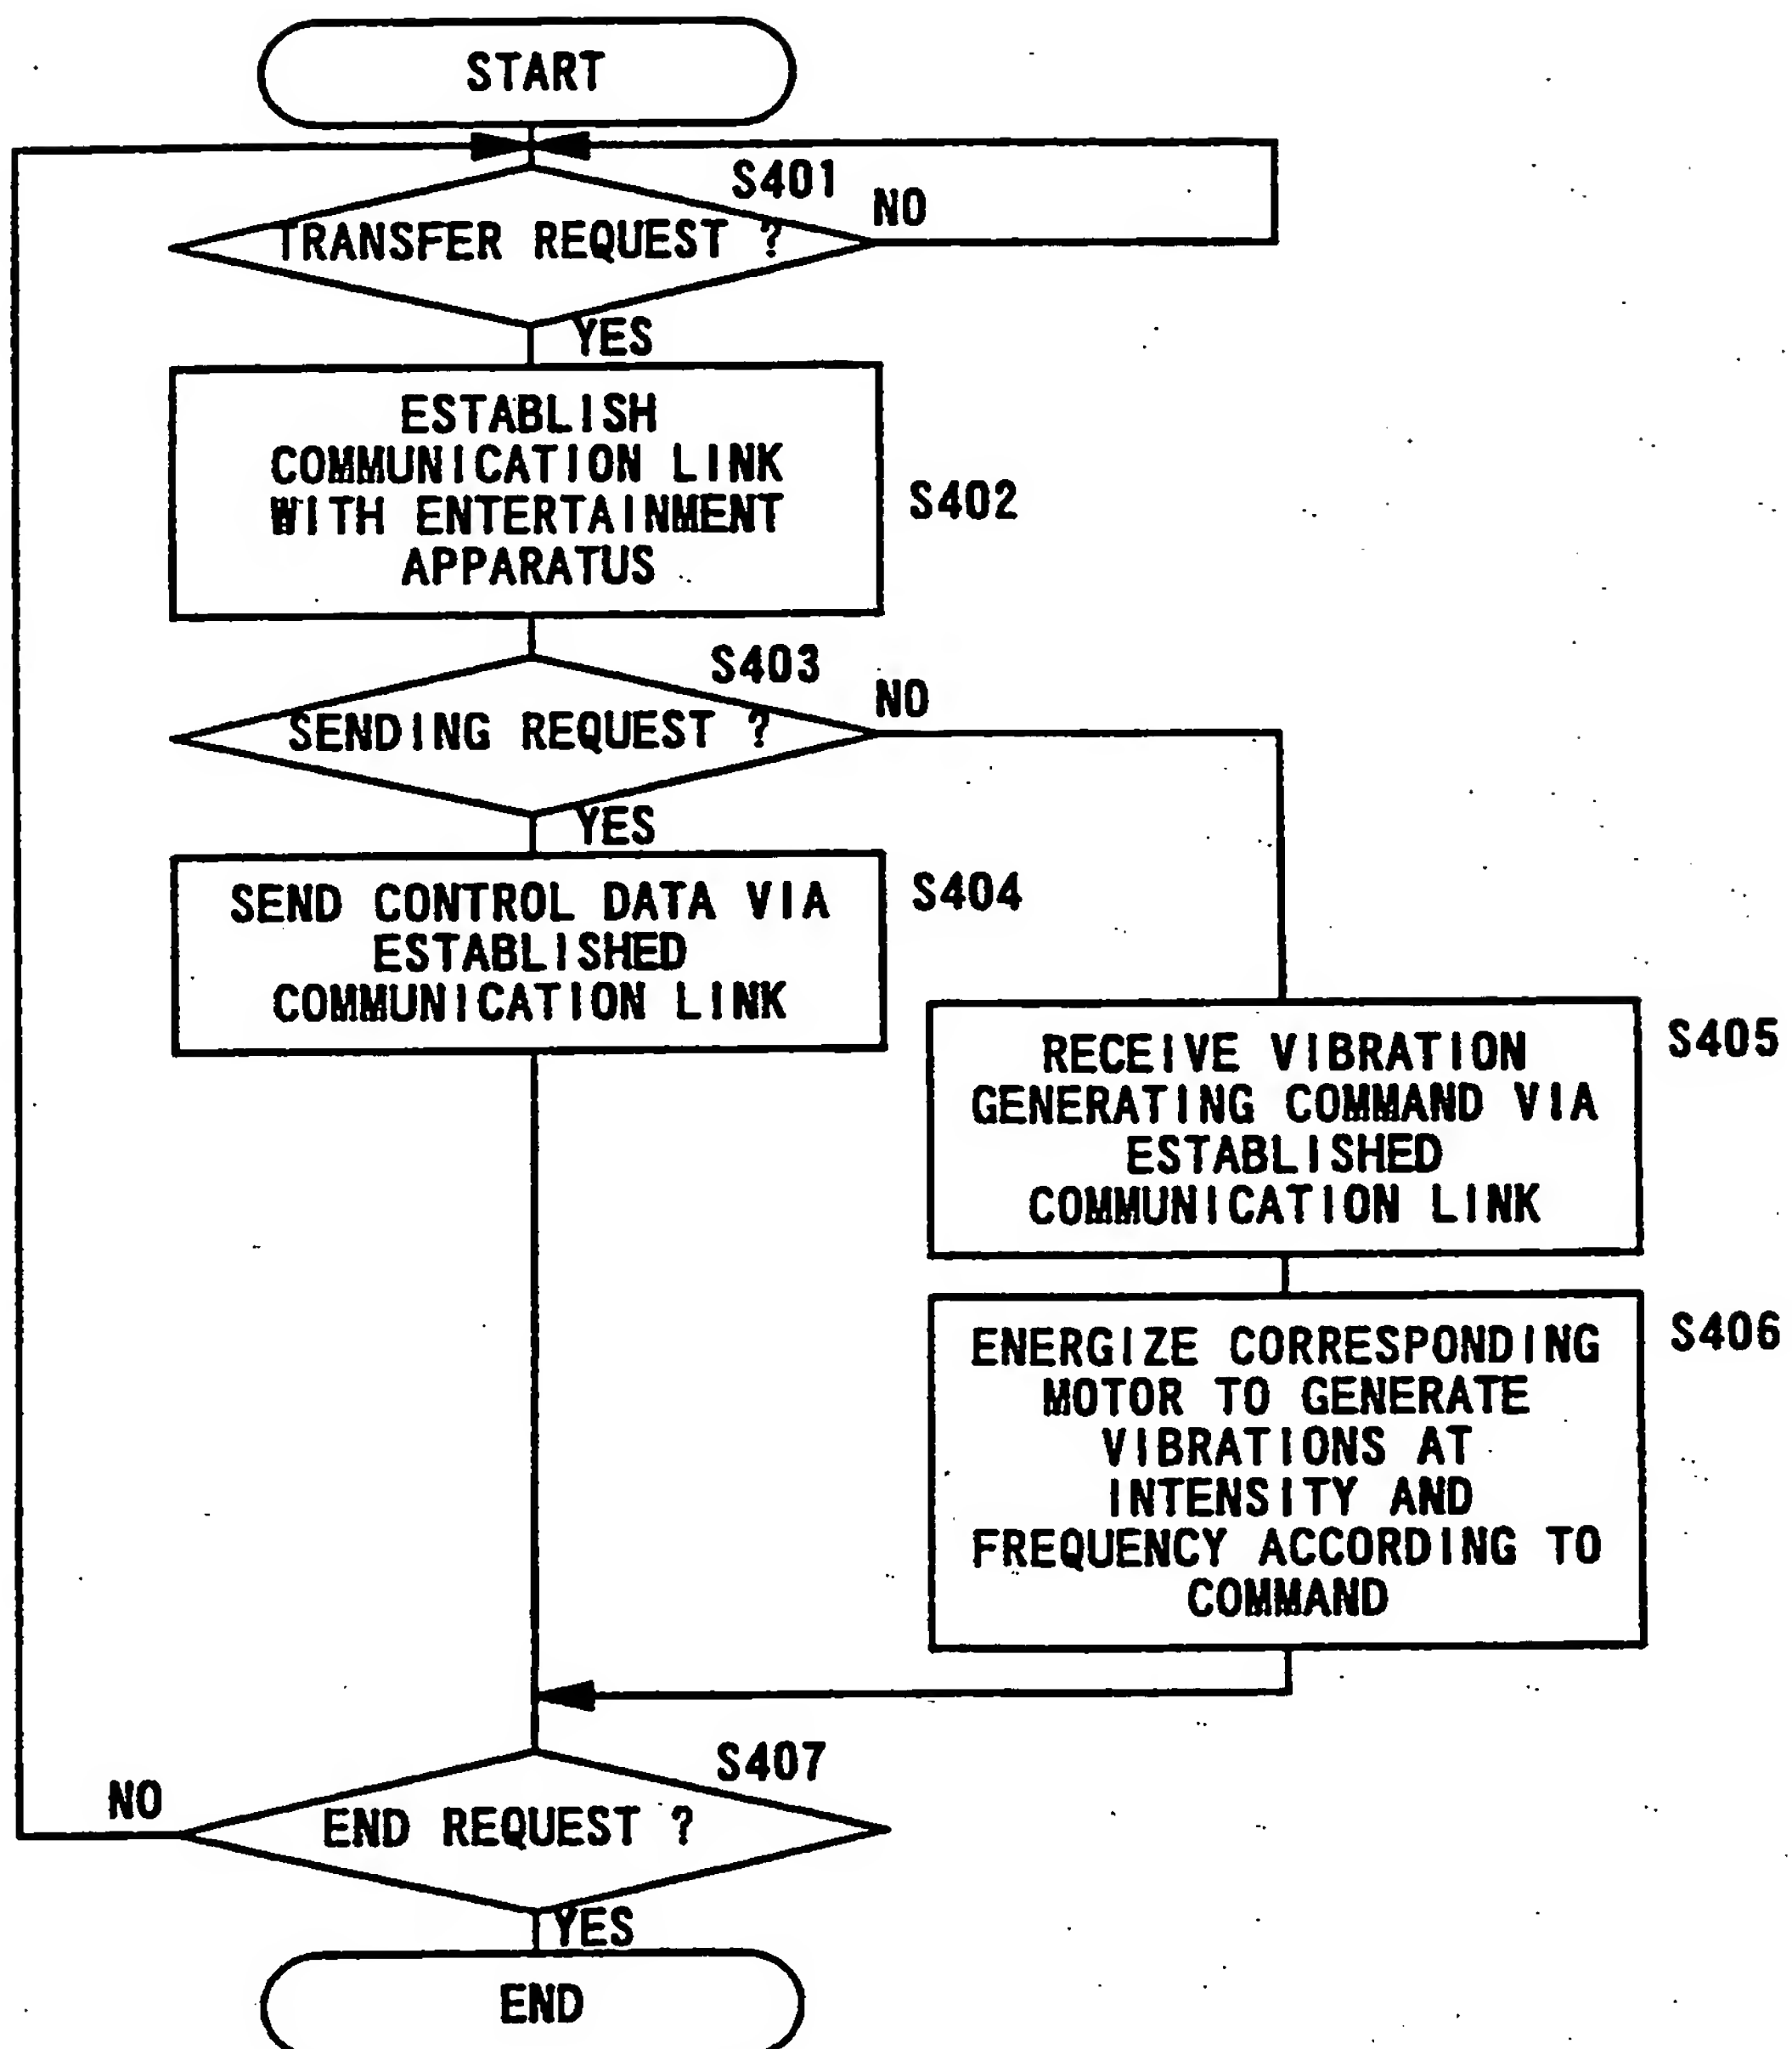 START
S401
NO
TRANSFER REQUEST ?
YES
ESTABLISH
COMMUNICATION LINK
WITH ENTERTAINMENT
APPARATUS
S402
S403
NO
SENDING REQUEST ?
YES
SEND CONTROL DATA VIA
ESTABLISHED
COMMUNICATION LINK
S404
RECEIVE VIBRATION
GENERATING COMMAND VIA
ESTABLISHED
COMMUNICATION LINK
S405
ENERGIZE CORRESPONDING
MOTOR TO GENERATE
VIBRATIONS AT
INTENSITY AND
FREQUENCY ACCORDING TO
COMMAND
S406
S407
NO
END REQUEST ?
YES
END